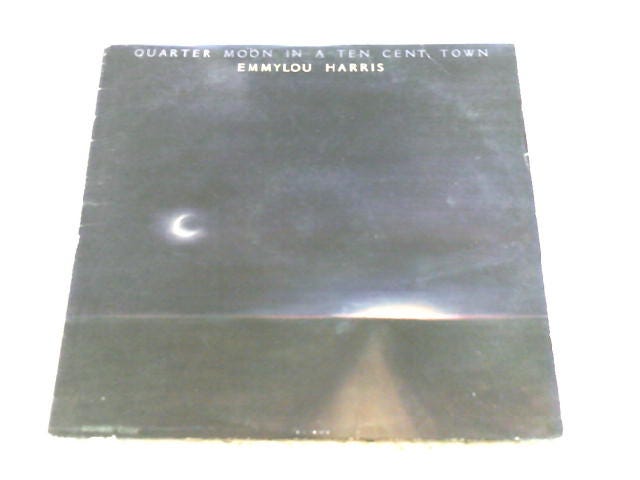 QUARTER MOON IN A TEN CENT TOWN
EMMYLOU HARRIS